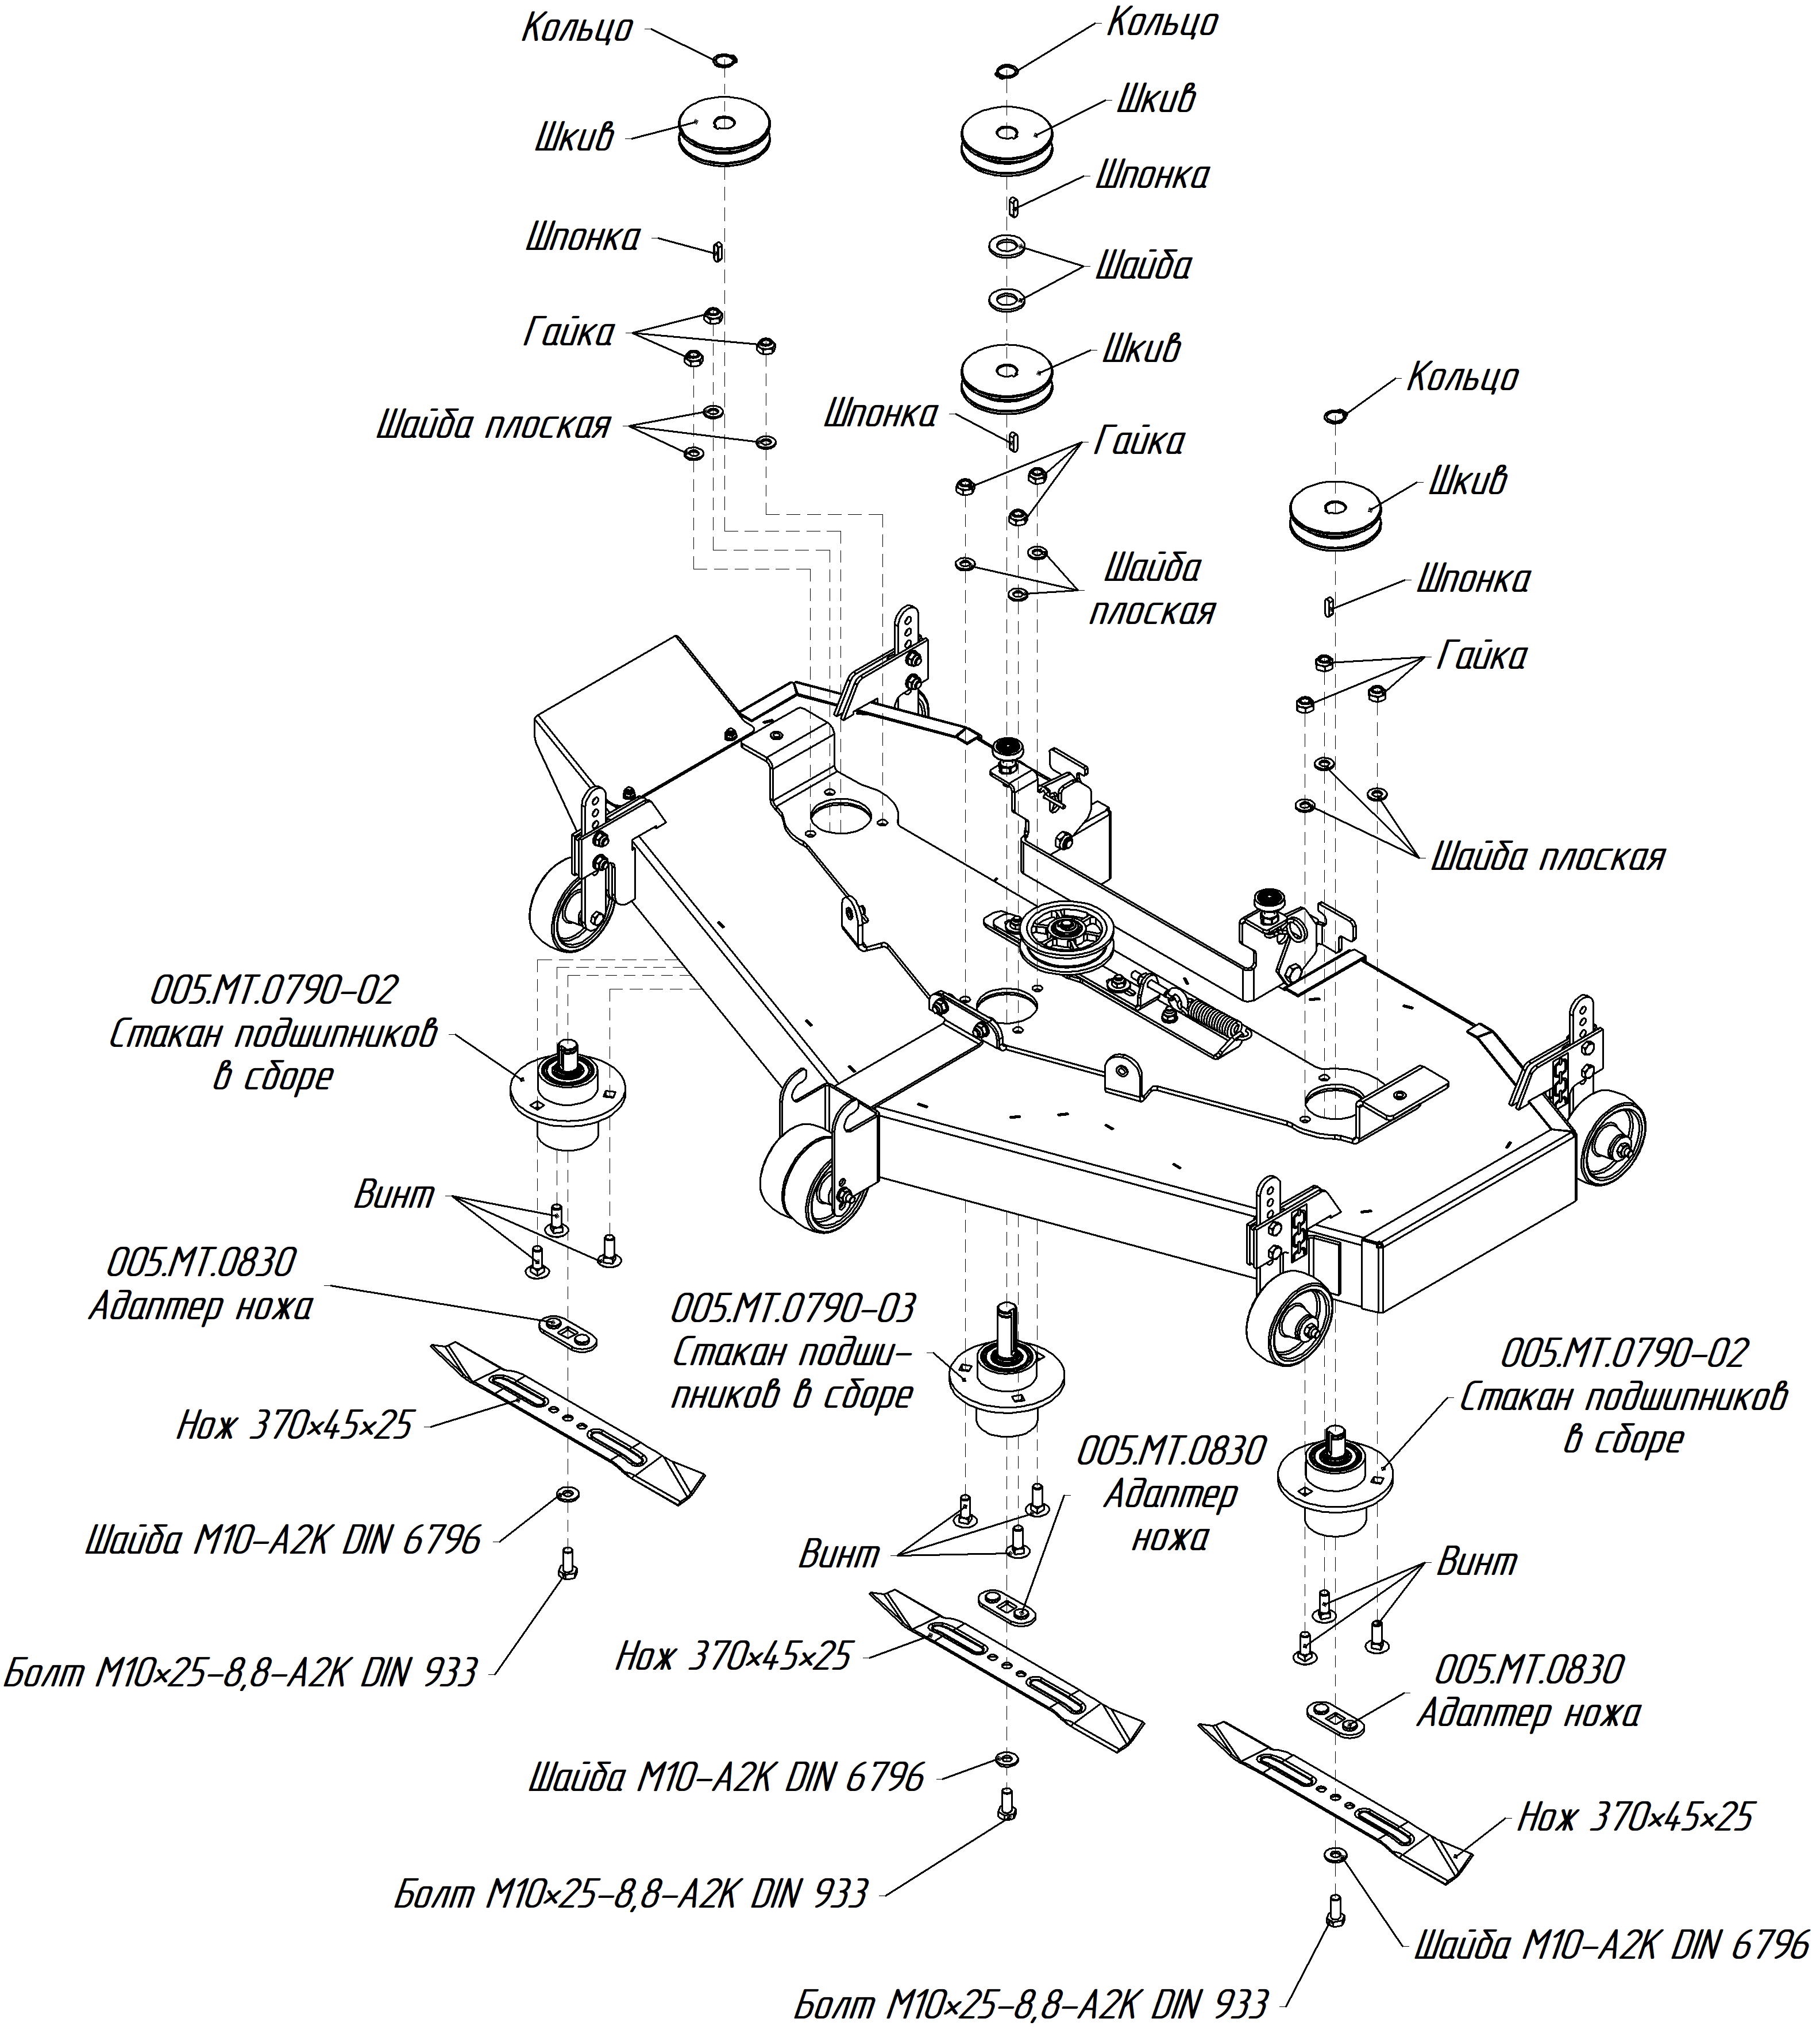 Кольцо
Кольцо
Шкив
Шкив
Шпонка
Шпонка
Шайба
Гайка
Шкив
Кольцо
Шайба плоская
Шпонка
Гайка
Шкив
Шайба
плоская
Шпонка
Гайка
Шайба плоская
005.МТ.0790-02
Стакан подшипников
в сборе
Винт
005.МТ.0830
Адаптер ножа
005.МТ.0790-03
Стакан подши-
пников в сборе
005.МТ.0790-02
Стакан подшипников
в сборе
Нож 370×45×25
005.МТ.0830
Адаптер
ножа
Шайба М10-А2К DIN 6796
Винт
Винт
Нож 370×45×25
Болт М10×25-8,8-А2К DIN 933
005.МТ.0830
Адаптер ножа
Шайба М10-А2К DIN 6796
Нож 370×45×25
Болт М10×25-8,8-А2К DIN 933
Шайба М10-А2К DIN 6796
Болт М10×25-8,8-А2К DIN 933